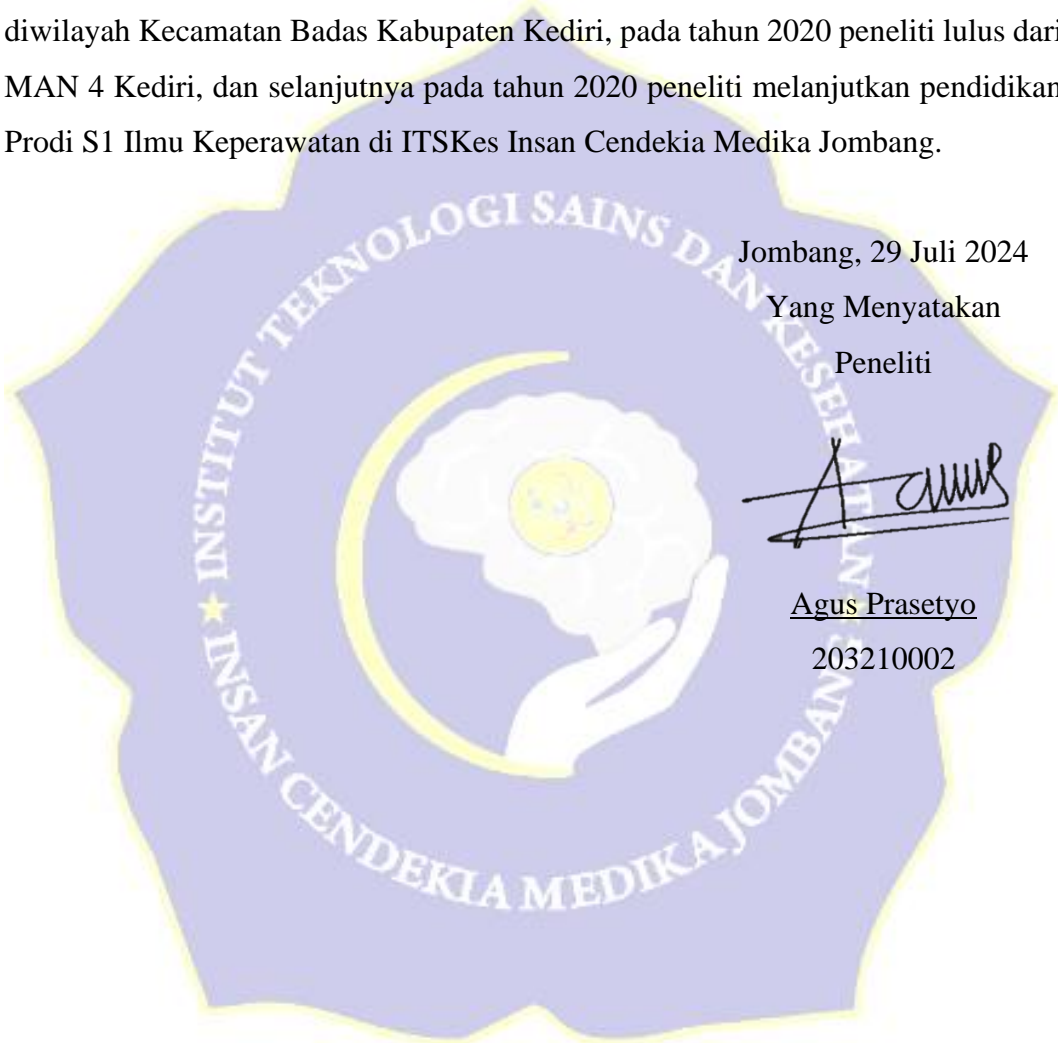 diwilayah Kecamatan Badas Kabupaten Kediri, pada tahun 2020 peneliti lulus dari
MAN 4 Kediri, dan selanjutnya pada tahun 2020 peneliti melanjutkan pendidikan
Prodi S1 Ilmu Keperawatan di ITSKes Insan Cendekia Medika Jombang.
Jombang, 29 Juli 2024
Yang Menyatakan
Peneliti
Agus Prasetyo
203210002
INSTITUT TEKNOLOGI SAINS DAN KESEHATAN
INSAN CENDEKIA MEDIKA JOMBANG